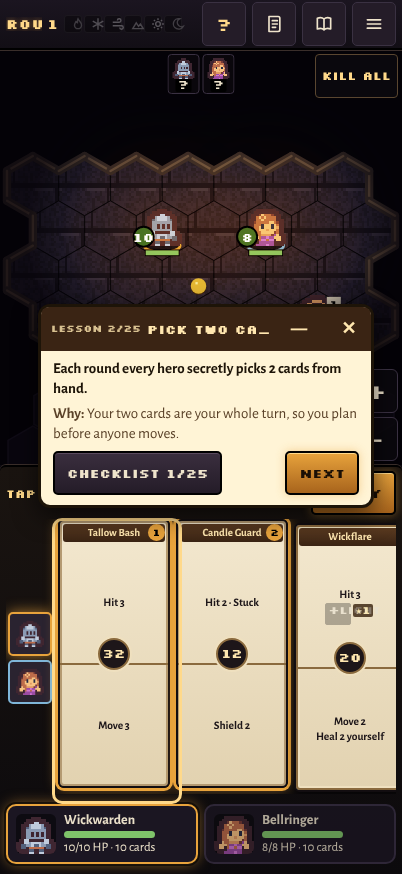 ROU 1
?
?
?
KILL ALL
10
8
LESSON 2/25 PICK TWO CA…
Each round every hero secretly picks 2 cards from
hand.
Why: Your two cards are your whole turn, so you plan
before anyone moves.
CHECKLIST 1/25
NEXT
TAP
Tallow Bash 1
Hit 3
32
Move 3
Candle Guard 2
Hit 2 · Stuck
12
Shield 2
Wickflare
Hit 3
20
Move 2
Heal 2 yourself
Wickwarden
10/10 HP · 10 cards
Bellringer
8/8 HP · 10 cards